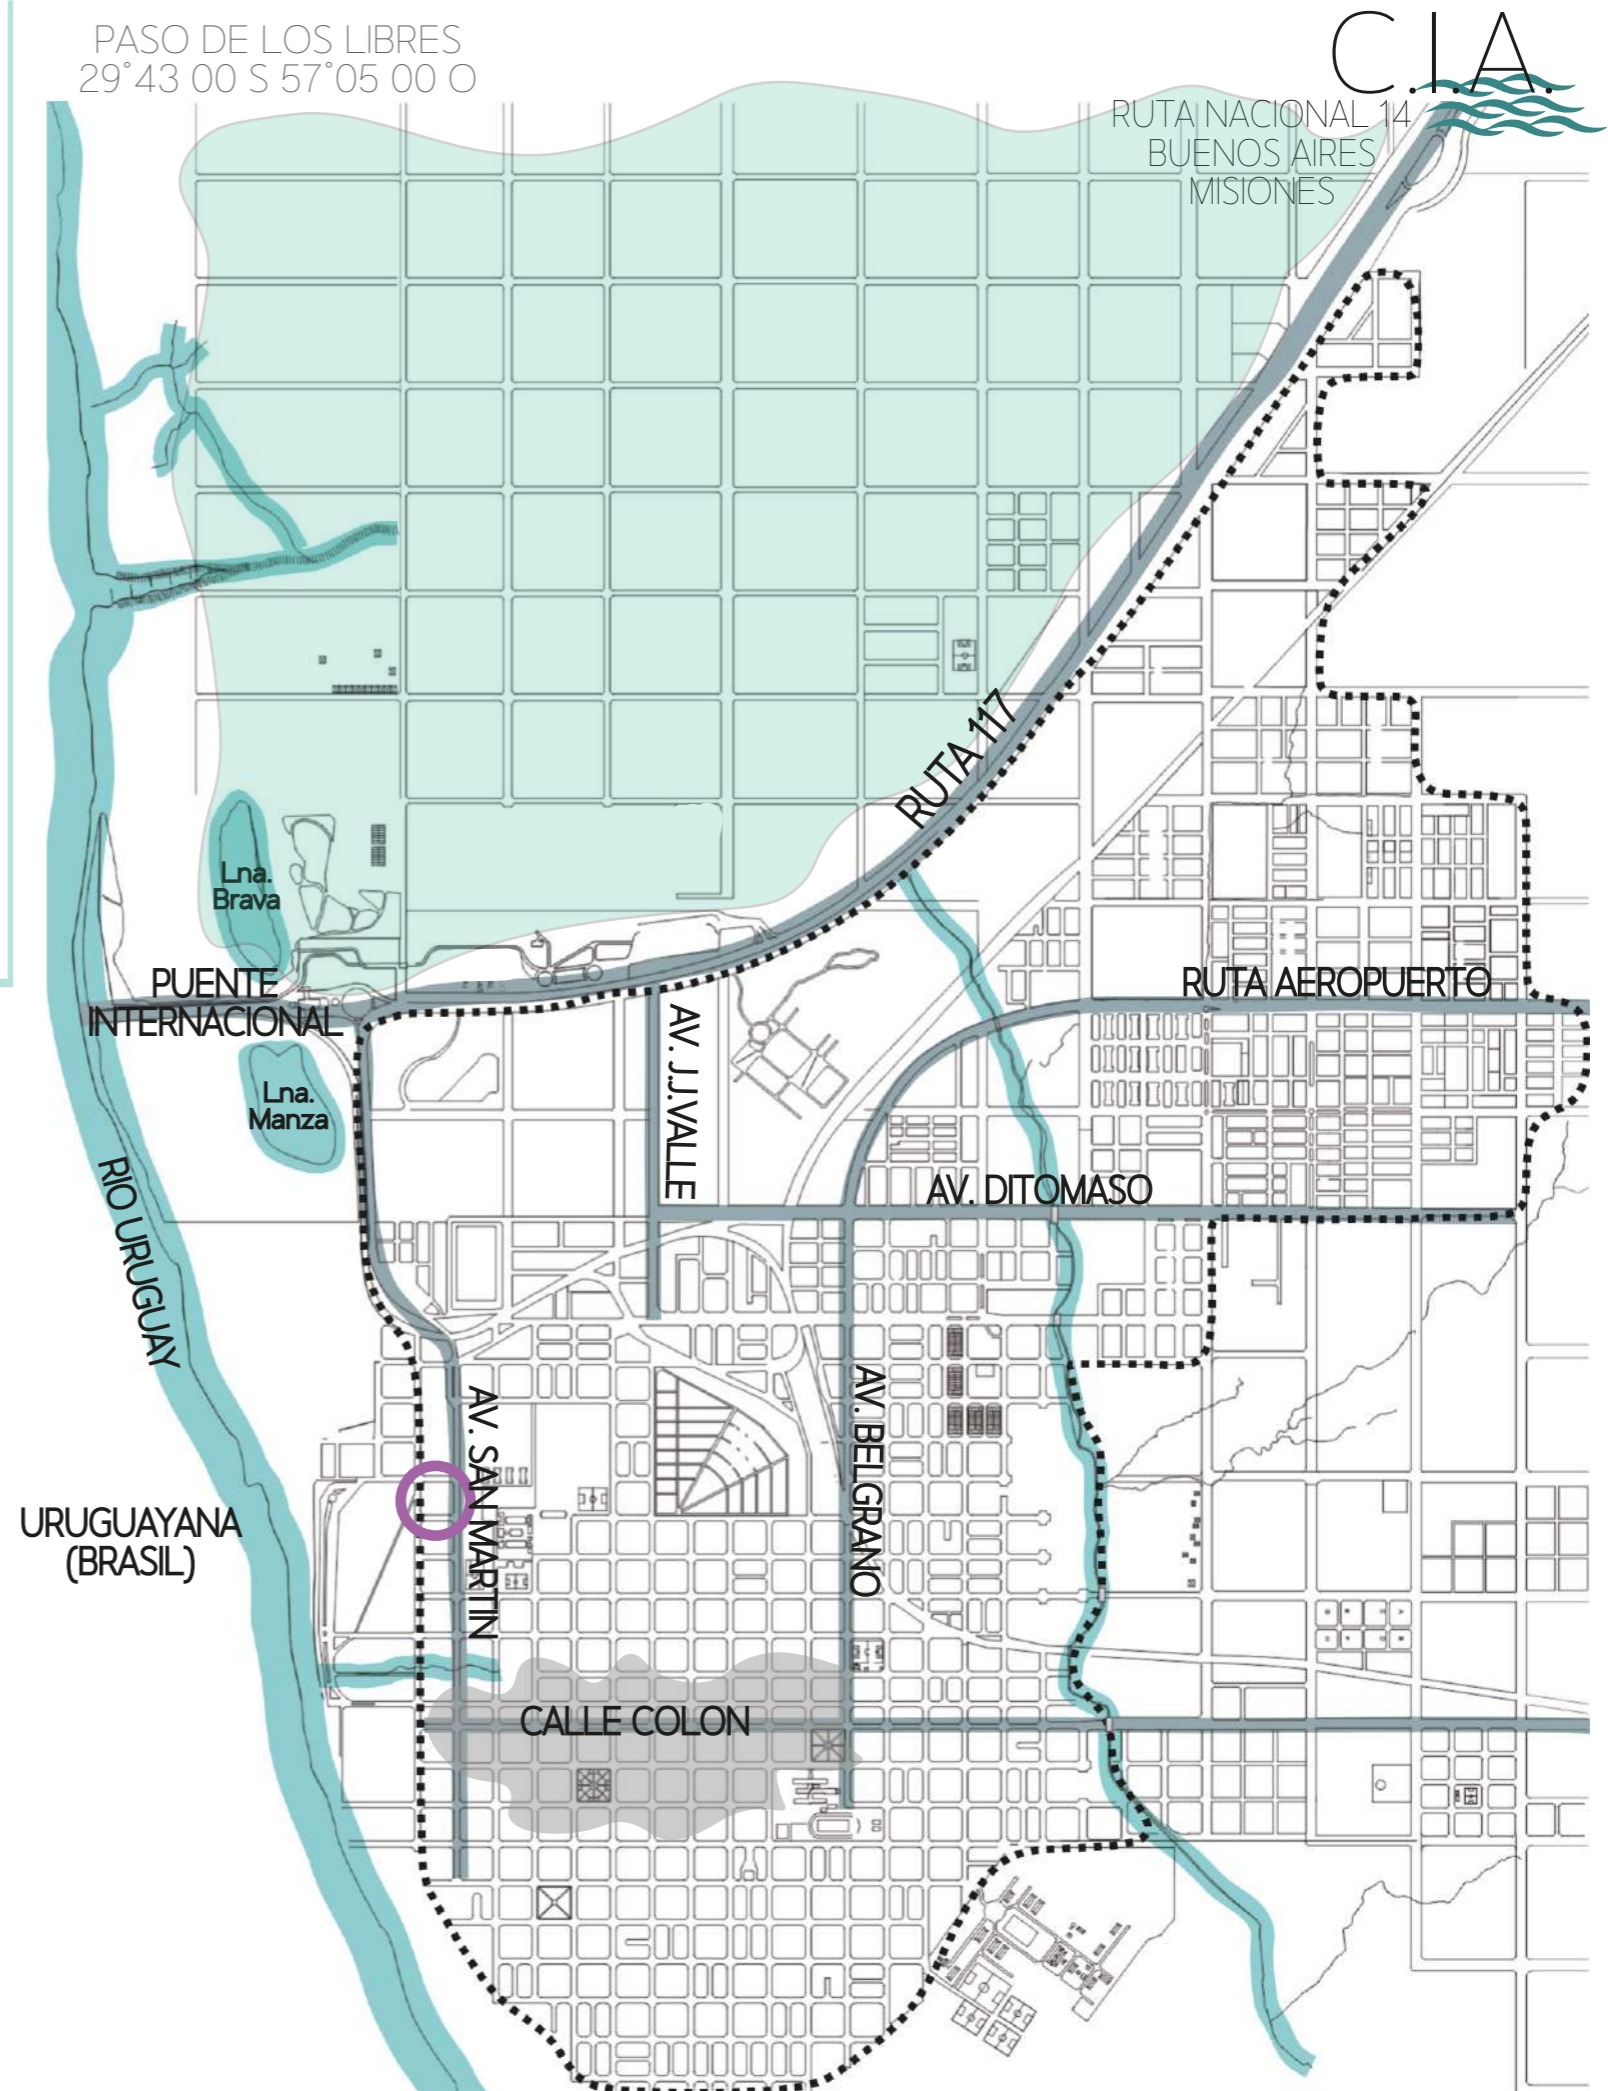 PASO DE LOS LIBRES
29°43 00 S 57°05 00 O
C.I.A.
RUTA NACIONAL 14
BUENOS AIRES
MISIONES
RUTA 117
Lna.
Brava
PUENTE
INTERNACIONAL
RUTA AEROPUERTO
AV. J.J.VALLE
Lna.
Manza
RIO URUGUAY
AV. DITOMASO
AV. SAN MARTIN
AV. BELGRANO
URUGUAYANA
(BRASIL)
CALLE COLON